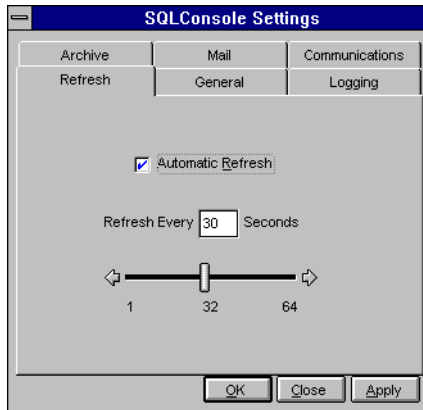 SQLConsole Settings
Archive Mail Communications
Refresh General Logging
Automatic Refresh
Refresh Every 30 Seconds
1 32 64
OK Close Apply